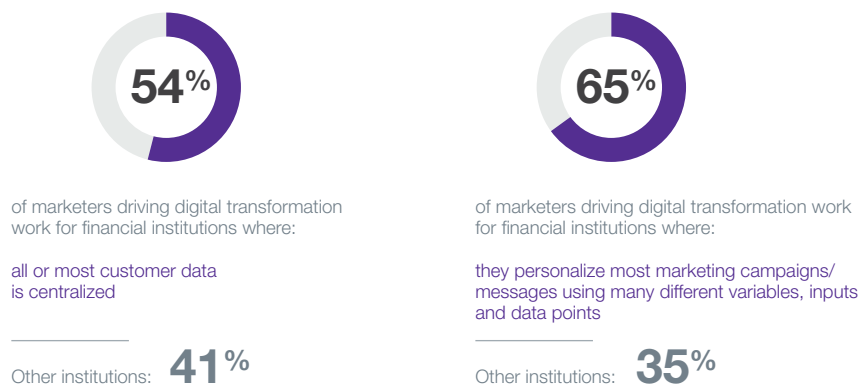 54%
of marketers driving digital transformation
work for financial institutions where:
all or most customer data
is centralized
Other institutions: 41%
65%
of marketers driving digital transformation work
for financial institutions where:
they personalize most marketing campaigns/
messages using many different variables, inputs
and data points
Other institutions: 35%